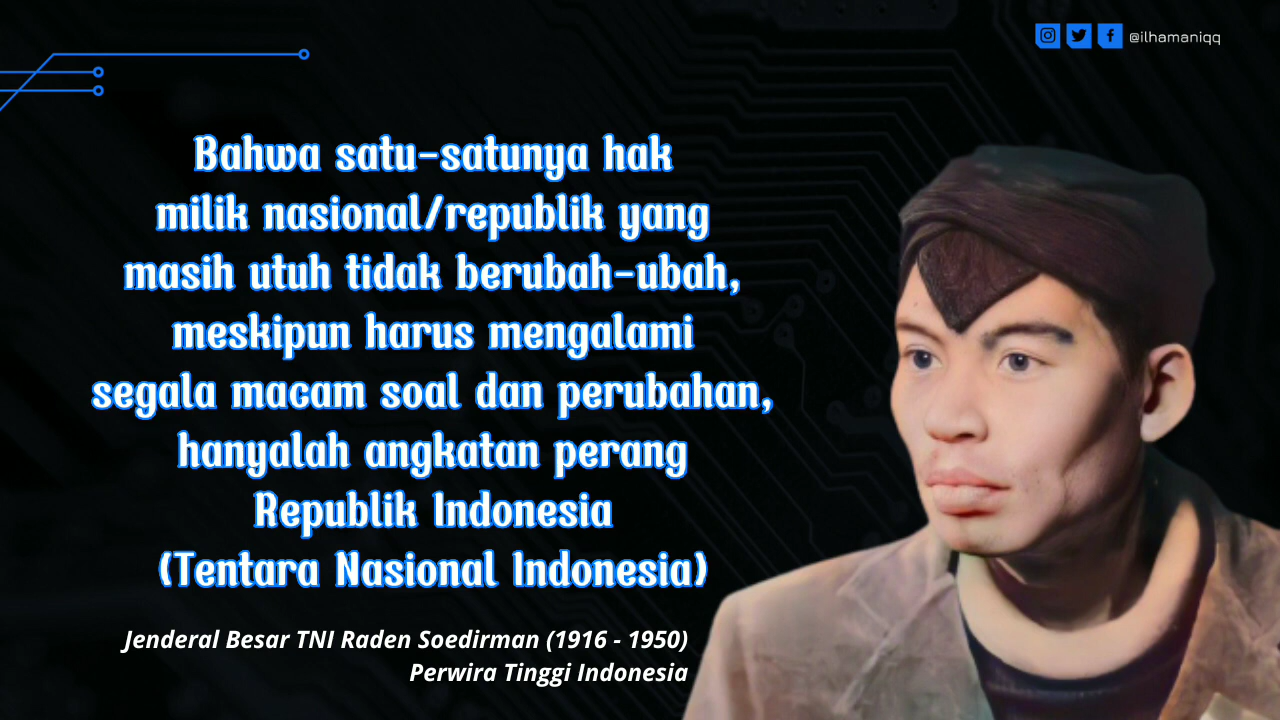 @ilhamaniqq
Bahwa satu-satunya hak
milik nasional/republik yang
masih utuh tidak berubah-ubah,
meskipun harus mengalami
segala macam soal dan perubahan,
hanyalah angkatan perang
Republik Indonesia
(Tentara Nasional Indonesia)
Jenderal Besar TNI Raden Soedirman (1916 - 1950)
Perwira Tinggi Indonesia